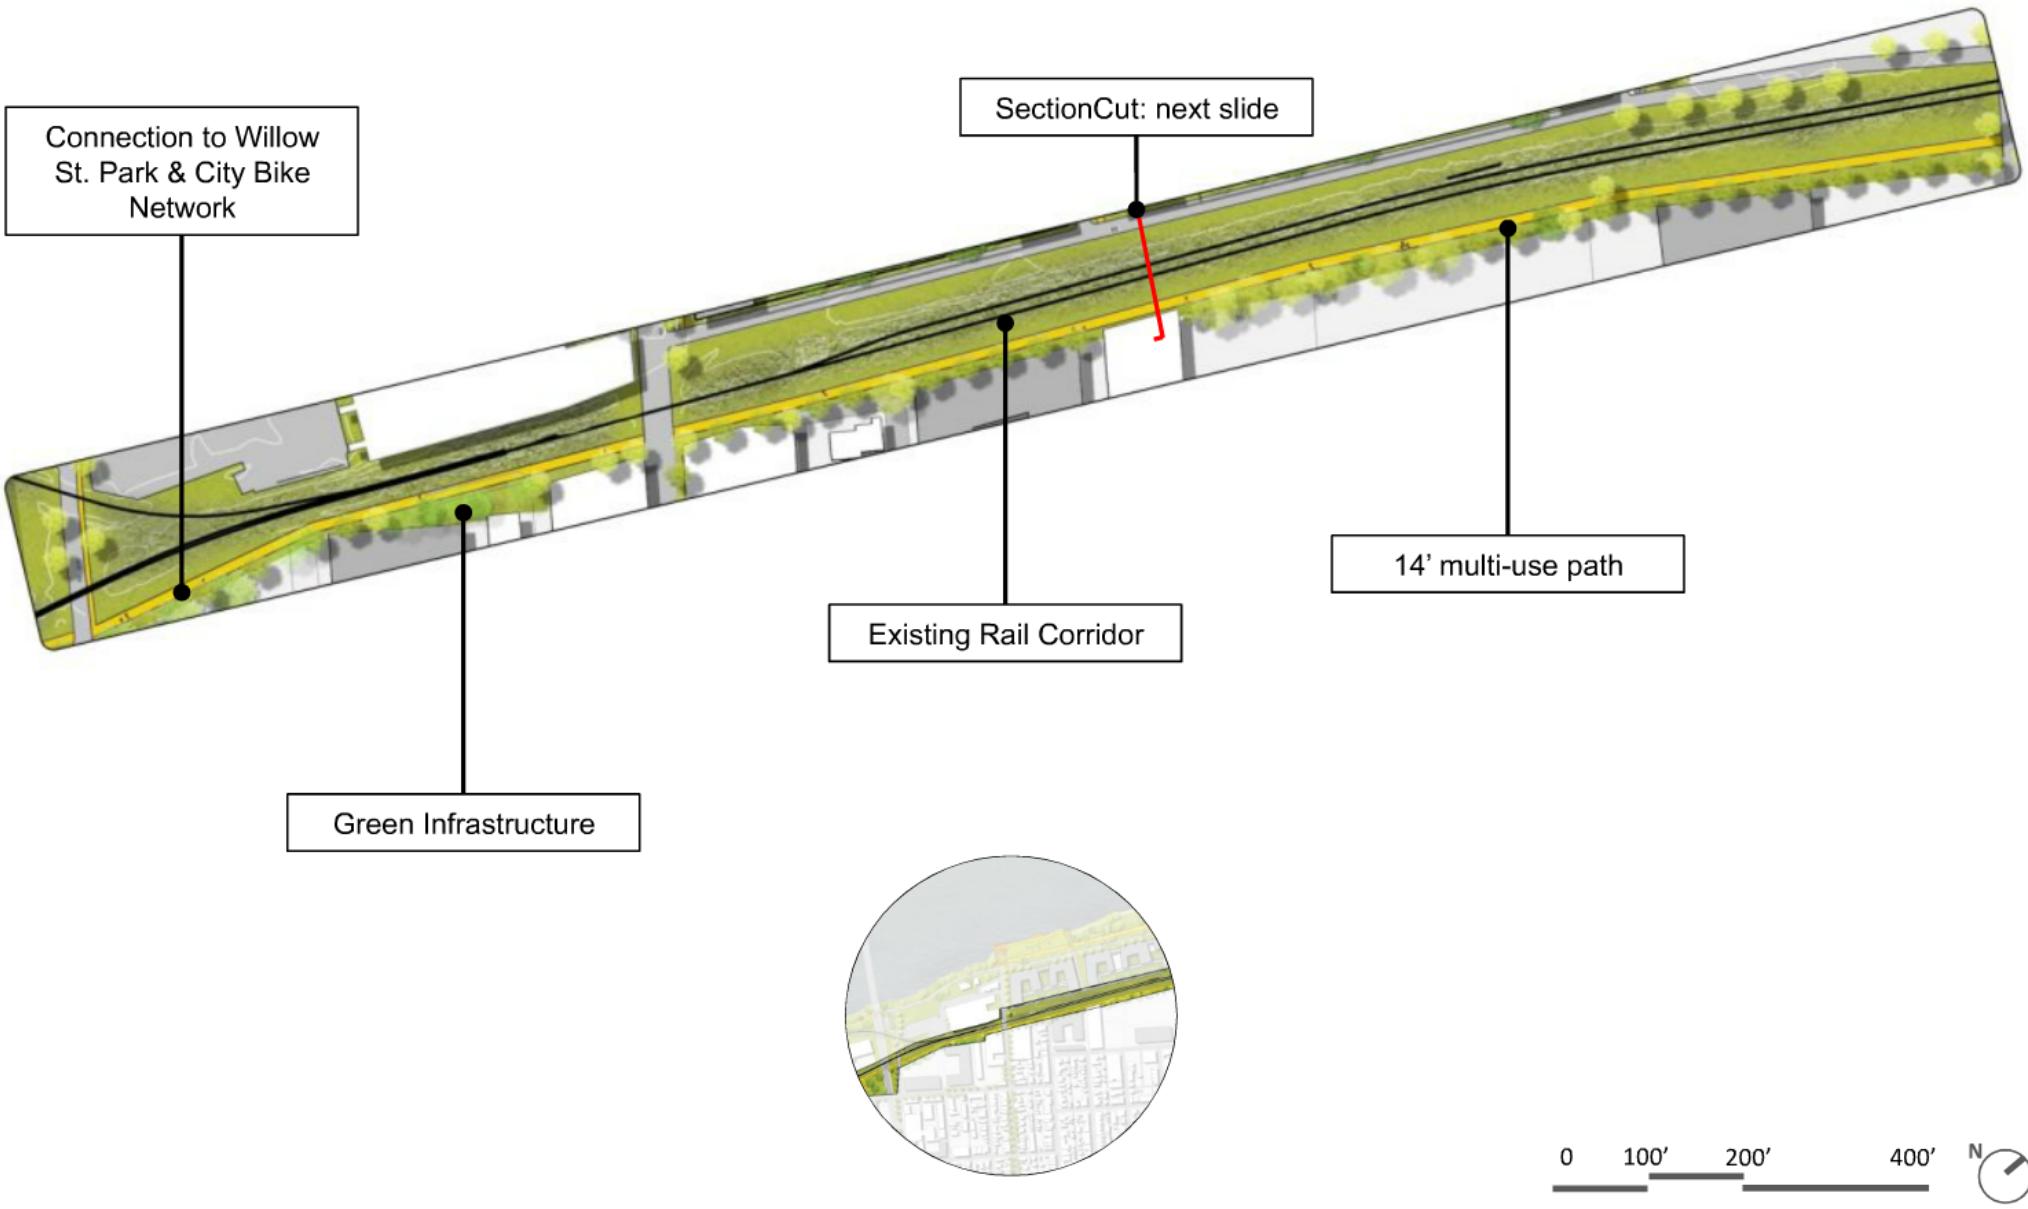 SectionCut: next slide
Connection to Willow
St. Park & City Bike
Network
14’ multi-use path
Existing Rail Corridor
Green Infrastructure
0 100’ 200’ 400’ N